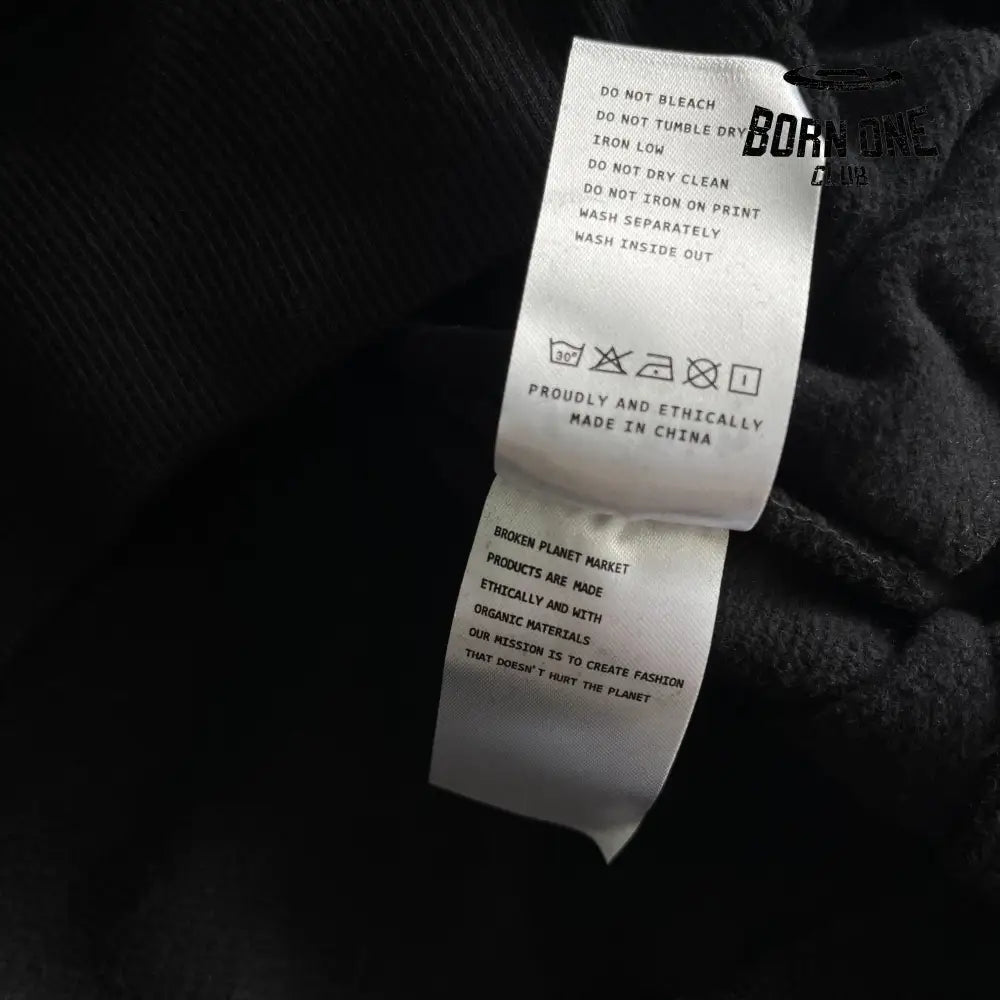 BORN ONE
CLUB
DO NOT BLEACH
DO NOT TUMBLE DRY
IRON LOW
DO NOT DRY CLEAN
DO NOT IRON ON PRINT
WASH SEPARATELY
WASH INSIDE OUT
30°
PROUDLY AND ETHICALLY
MADE IN CHINA
BROKEN PLANET MARKET
PRODUCTS ARE MADE
ETHICALLY AND WITH
ORGANIC MATERIALS
OUR MISSION IS TO CREATE FASHION
THAT DOESN'T HURT THE PLANET